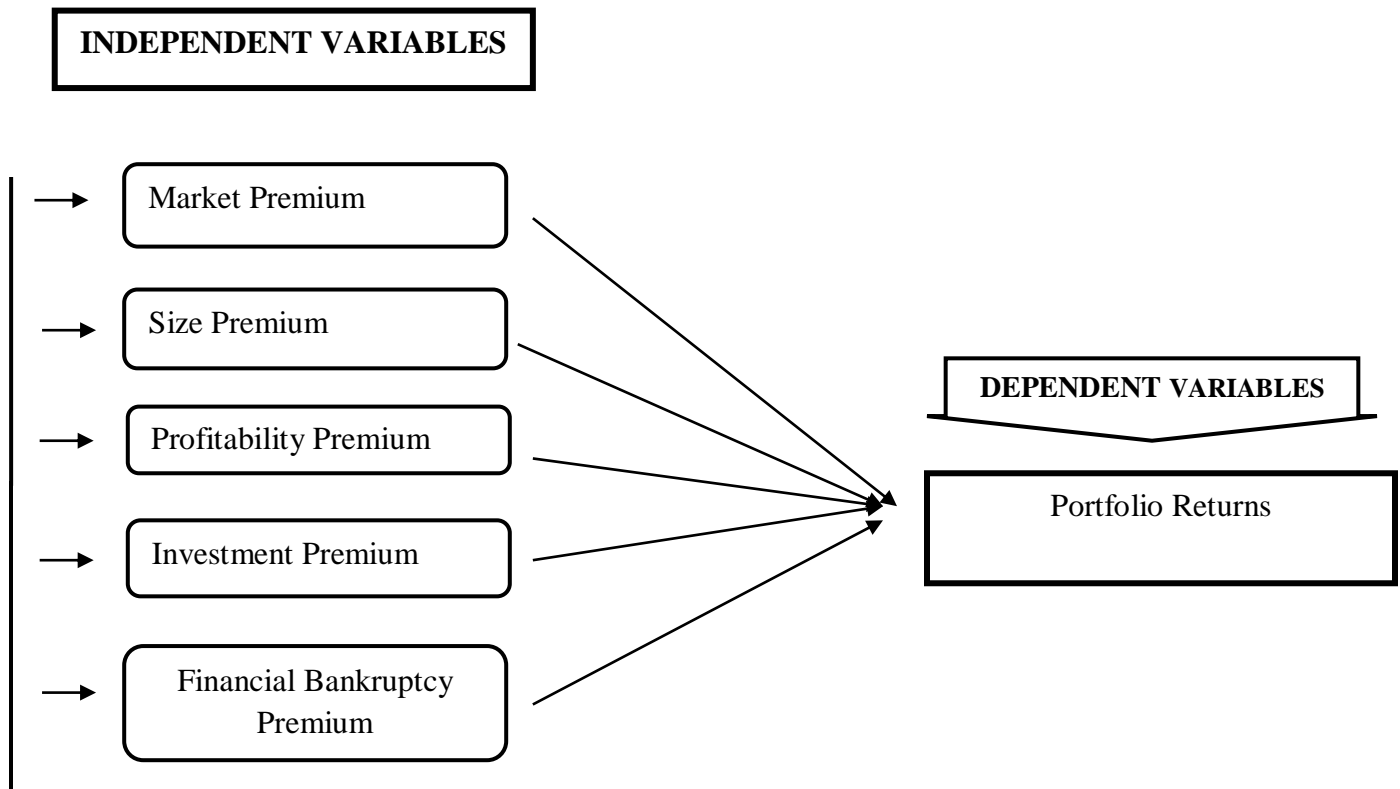 INDEPENDENT VARIABLES
Market Premium
Size Premium
Profitability Premium
Investment Premium
Financial Bankruptcy
Premium
DEPENDENT VARIABLES
Portfolio Returns